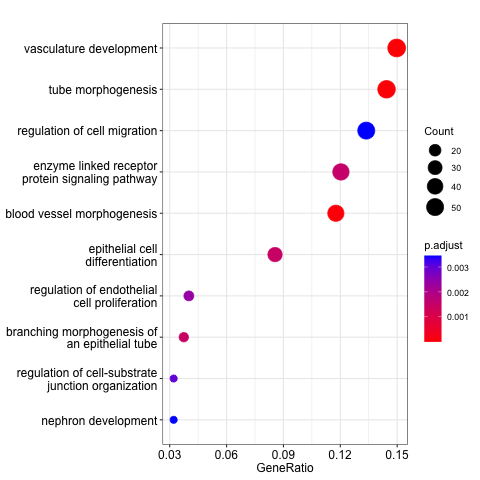 vasculature development
tube morphogenesis
regulation of cell migration
enzyme linked receptor
protein signaling pathway
blood vessel morphogenesis
epithelial cell
differentiation
regulation of endothelial
cell proliferation
branching morphogenesis of
an epithelial tube
regulation of cell-substrate
junction organization
nephron development
0.03 0.06 0.09 0.12 0.15
GeneRatio
Count
20
30
40
50
p.adjust
0.003
0.002
0.001